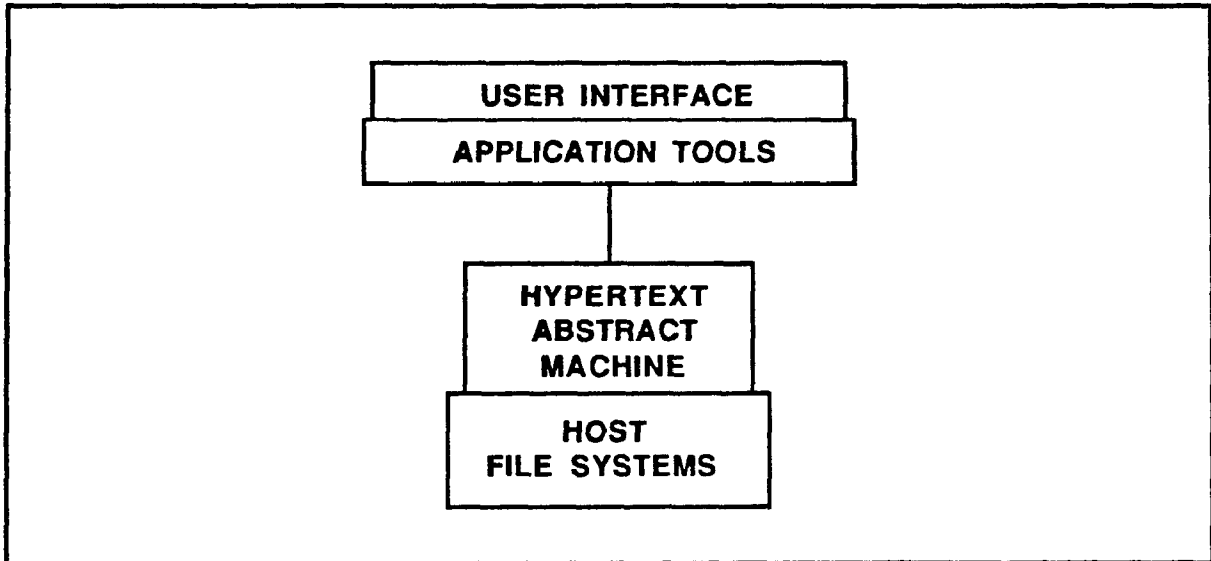 USER INTERFACE
APPLICATION TOOLS
HYPERTEXT
ABSTRACT
MACHINE
HOST
FILE SYSTEMS